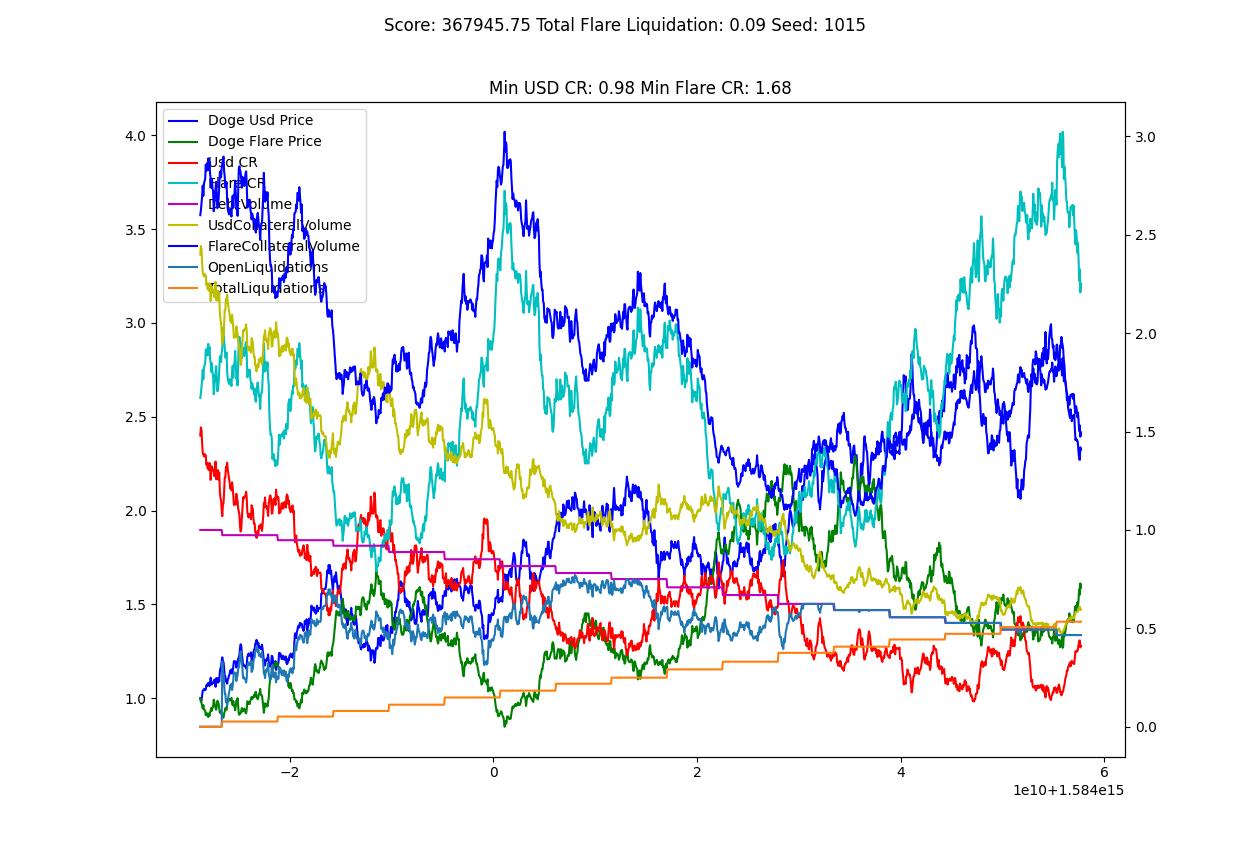 Score: 367945.75 Total Flare Liquidation: 0.09 Seed: 1015
Min USD CR: 0.98 Min Flare CR: 1.68
Doge Usd Price
Doge Flare Price
Usd CR
Flare CR
Debt Volume
UsdCollateralVolume
FlareCollateralVolume
OpenLiquidations
TotalLiquidations
4.0
3.5
3.0
2.5
2.0
1.5
1.0
3.0
2.5
2.0
1.5
1.0
0.5
0.0
−2
0
2
4
6
1e10+1.584e15